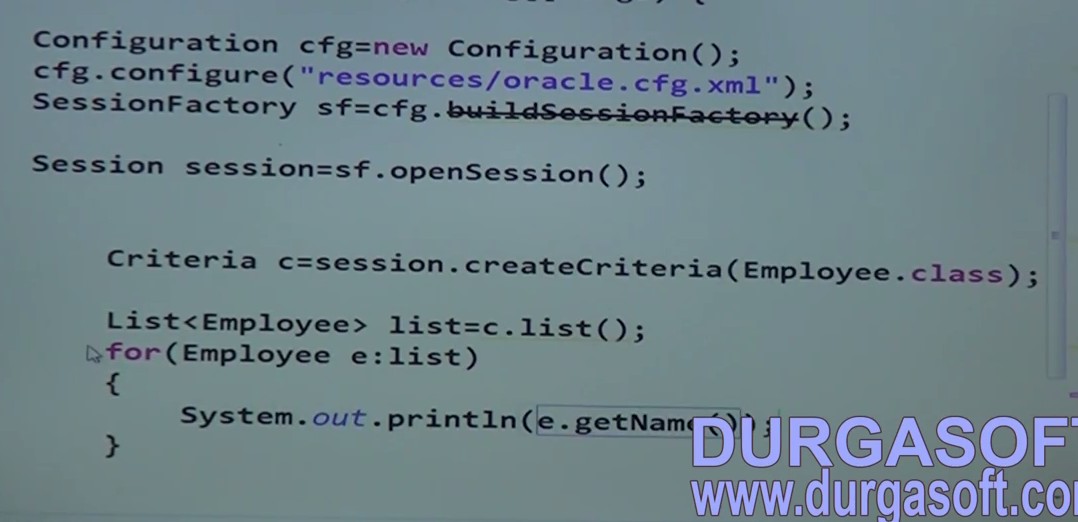 Configuration cfg=new Configuration();
cfg.configure("resources/oracle.cfg.xml");
SessionFactory sf=cfg.buildSessionFactory();
Session session=sf.openSession();
Criteria c=session.createCriteria(Employee.class);
List<Employee> list=c.list();
for(Employee e:list)
{
System.out.println(e.getName());
}
DURGASOFT
www.durgasoft.com